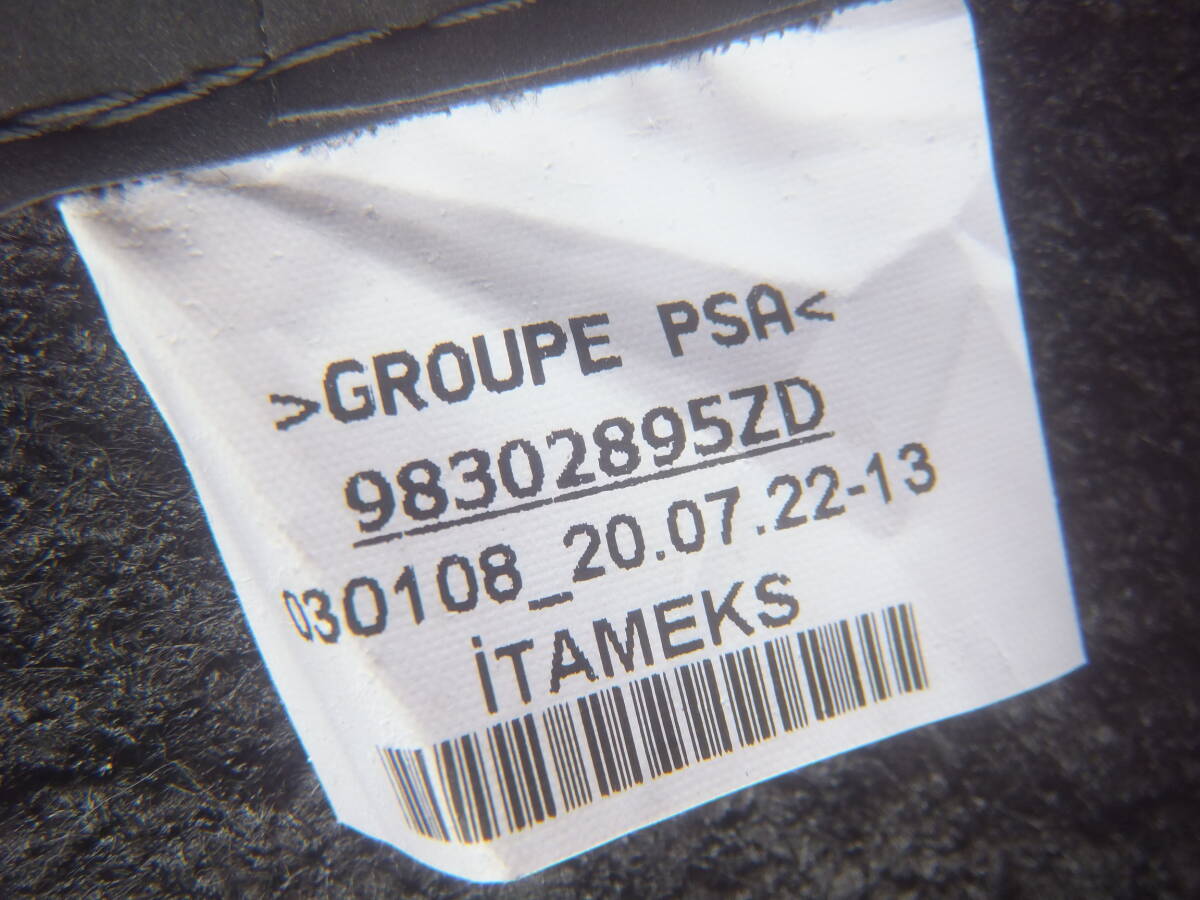 >GROUPE PSA<
98302895ZD
030108_20.07.22-13
İTAMEKS